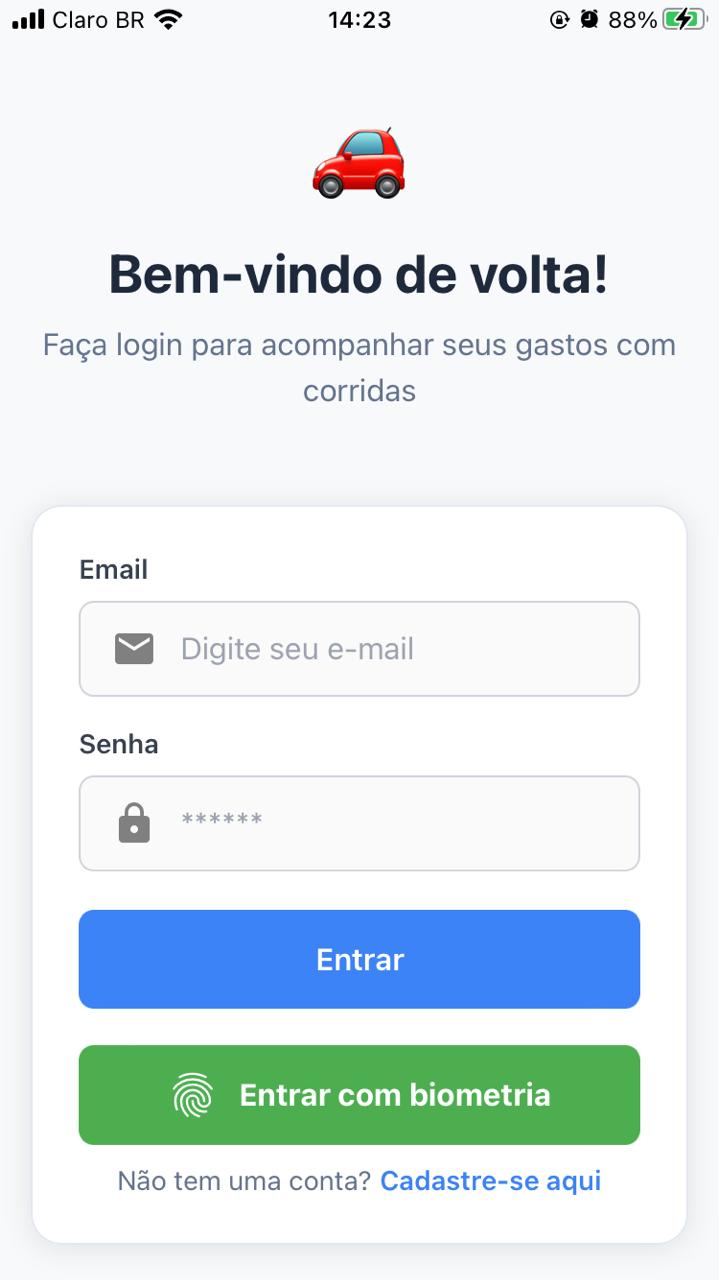 Claro BR 14:23 88%
Bem-vindo de volta!
Faça login para acompanhar seus gastos com
corridas
Email
Digite seu e-mail
Senha
******
Entrar
Entrar com biometria
Não tem uma conta? Cadastre-se aqui